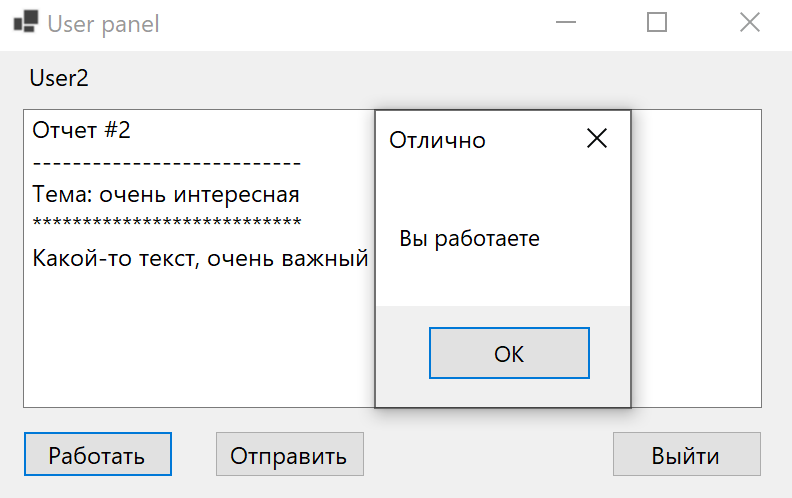 User panel
User2
Отчет #2
---------------------------
Тема: очень интересная
***************************
Какой-то текст, очень важный
Отлично
Вы работаете
ОК
Работать
Отправить
Выйти